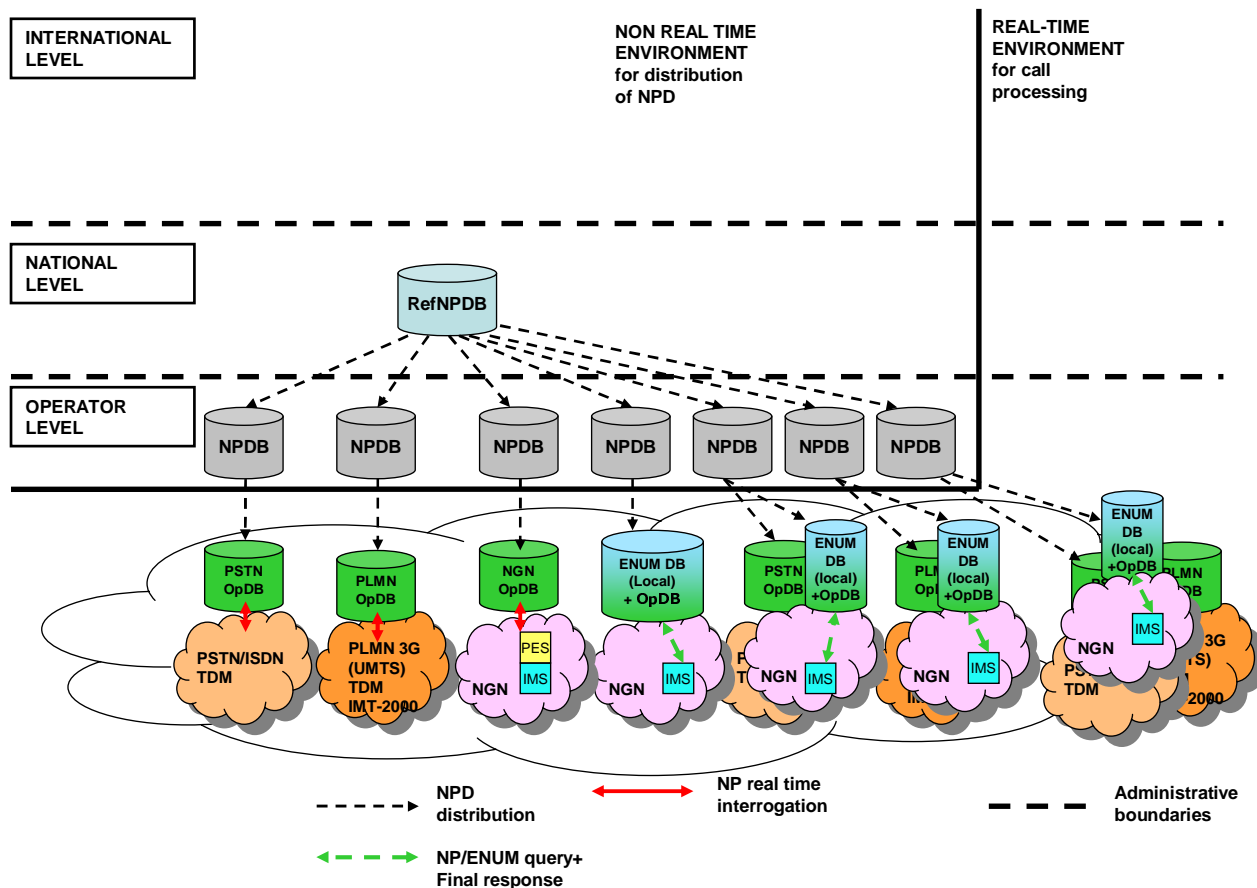 INTERNATIONAL
LEVEL
NON REAL TIME
ENVIRONMENT
for distribution
of NPD
REAL-TIME
ENVIRONMENT
for call
processing
NATIONAL
LEVEL
RefNPDB
OPERATOR
LEVEL
NPDB
NPDB
NPDB
NPDB
NPDB
NPDB
NPDB
PSTN
OpDB
PLMN
OpDB
NGN
OpDB
ENUM DB
(Local)
+ OpDB
PSTN
OpDB
ENUM
DB
(local)
+OpDB
ENUM
DB
(local)
+OpDB
ENUM
DB
(local)
+OpDB
PLMN
PSTN/ISDN
TDM
PLMN 3G
(UMTS)
TDM
IMT-2000
PES
IMS
NGN
IMS
NGN
IMS
NGN
IMS
NGN
IMS
NGN
TDM
3G
2000
NPD
distribution
NP real time
interrogation
Administrative
boundaries
NP/ENUM query+
Final response